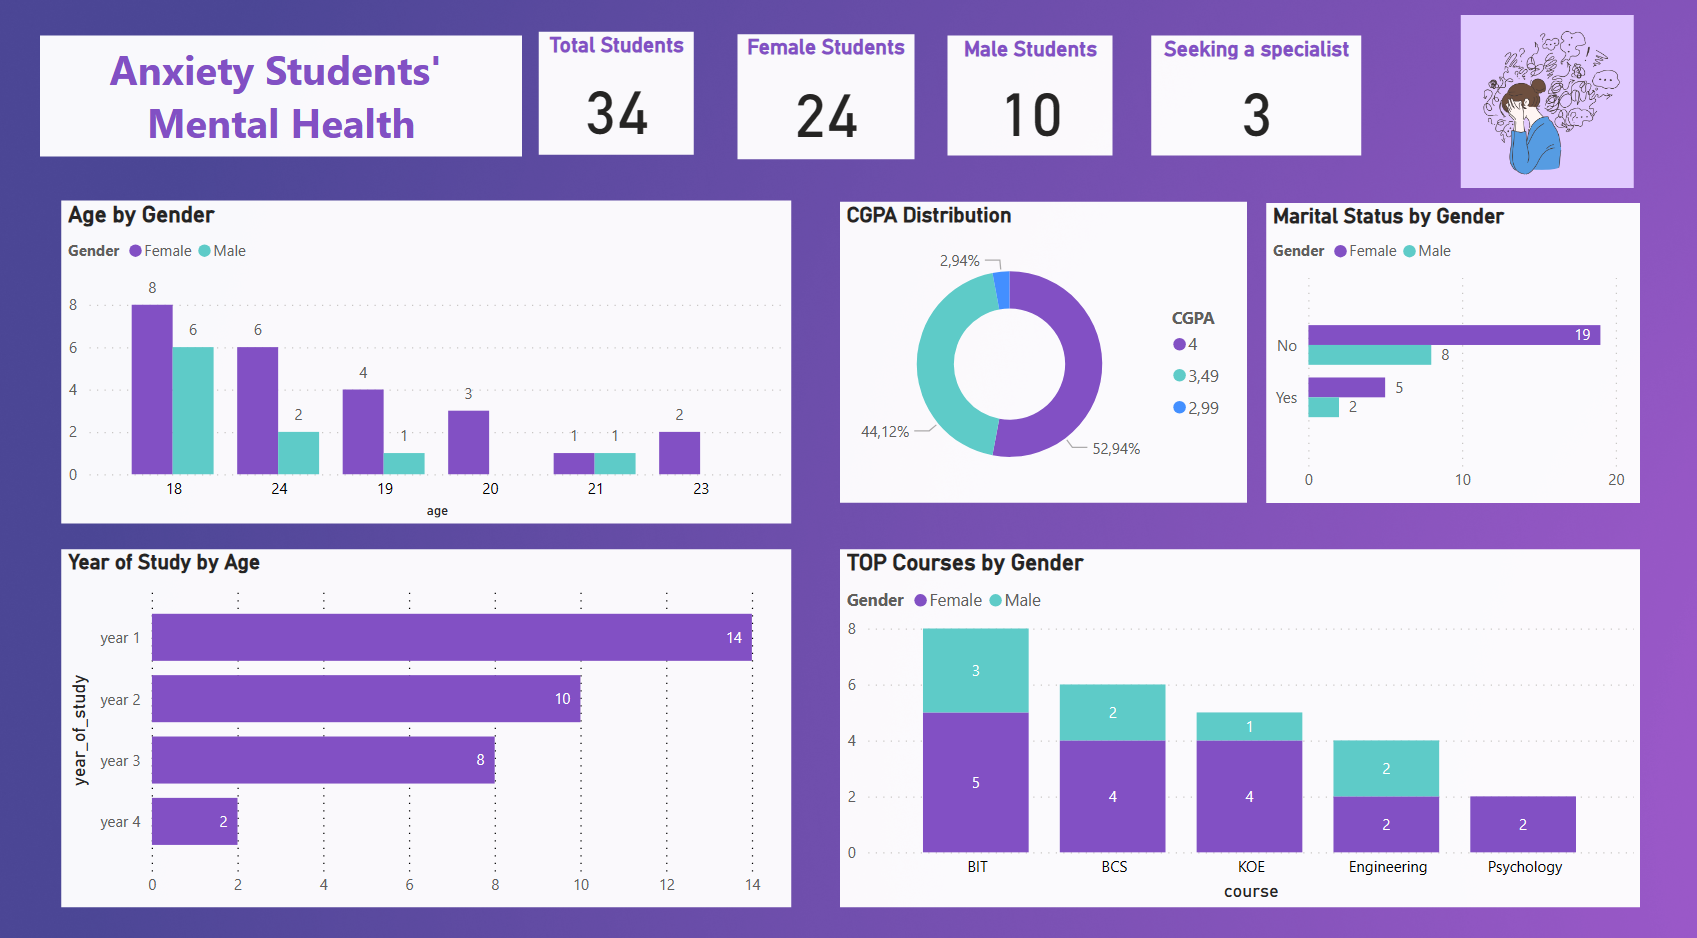 Anxiety Students'
Mental Health
Total Students
34
Female Students
24
Male Students
10
Seeking a specialist
3
Age by Gender
Gender Female Male
8
6
4
2
0
8
6
6
2
4
1
3
1
1
2
18 24 19 20 21 23
age
CGPA Distribution
2,94%
44,12%
52,94%
CGPA
4
3,49
2,99
Marital Status by Gender
Gender Female Male
No
19
8
Yes
5
2
0 10 20
Year of Study by Age
year_of_study
year 1
14
year 2
10
year 3
8
year 4
2
0 2 4 6 8 10 12 14
TOP Courses by Gender
Gender Female Male
8
6
4
2
0
3
5
2
4
1
4
2
2
2
BIT BCS KOE Engineering Psychology
course